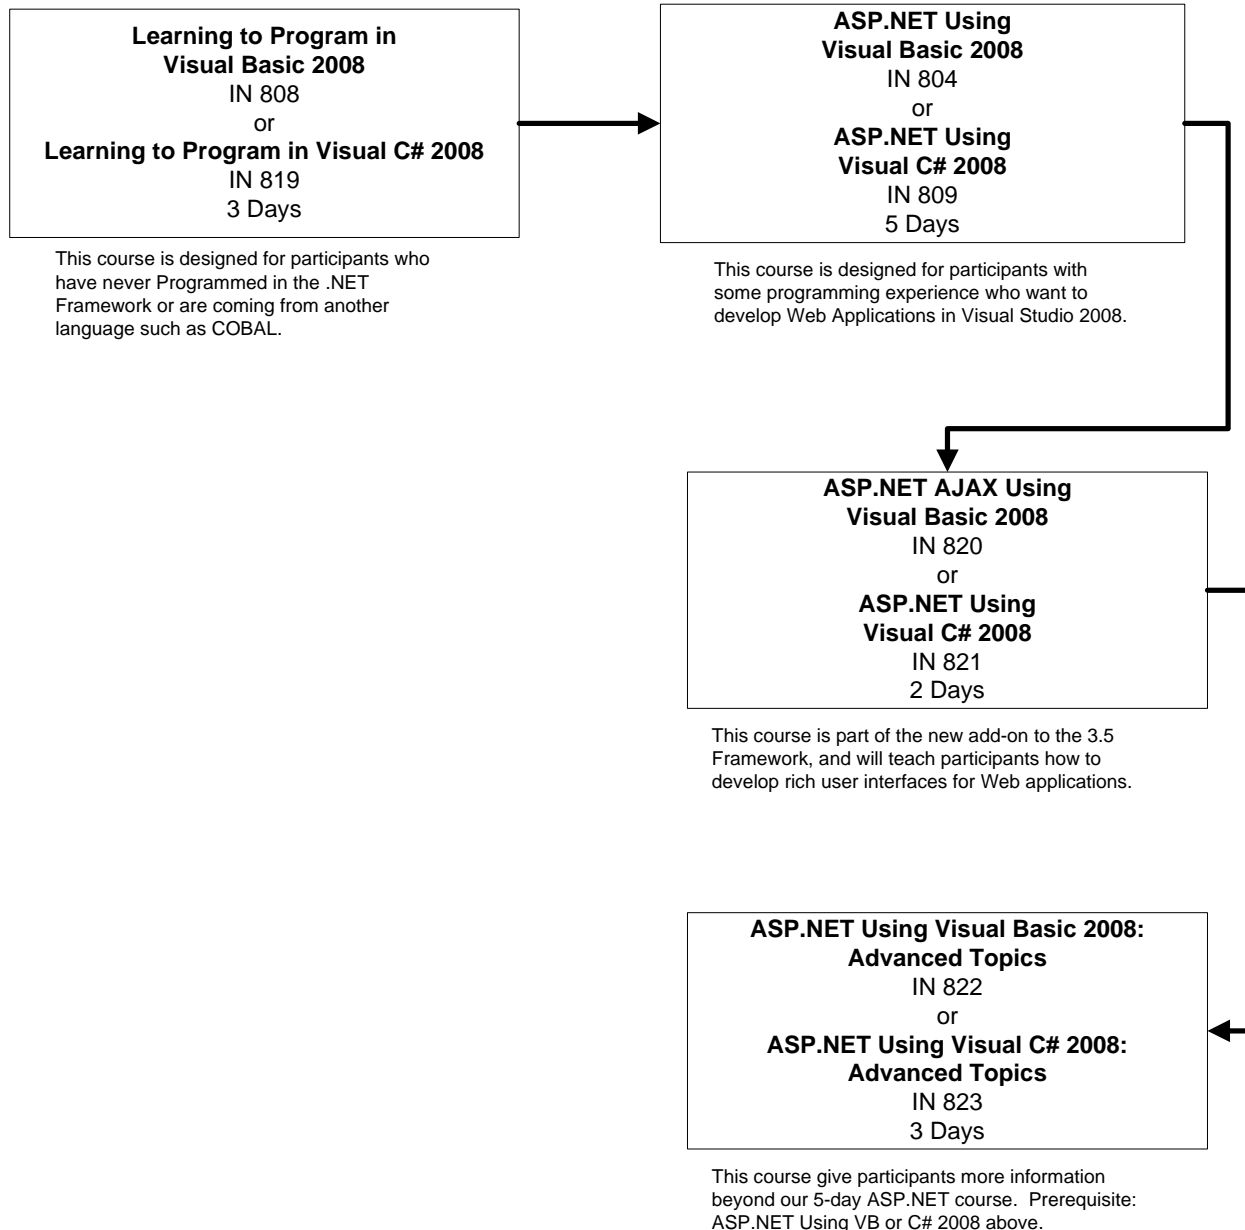 Learning to Program in
Visual Basic 2008
IN 808
or
Learning to Program in Visual C# 2008
IN 819
3 Days
This course is designed for participants who
have never Programmed in the .NET
Framework or are coming from another
language such as COBAL.
ASP.NET Using
Visual Basic 2008
IN 804
or
ASP.NET Using
Visual C# 2008
IN 809
5 Days
This course is designed for participants with
some programming experience who want to
develop Web Applications in Visual Studio 2008.
ASP.NET AJAX Using
Visual Basic 2008
IN 820
or
ASP.NET Using
Visual C# 2008
IN 821
2 Days
This course is part of the new add-on to the 3.5
Framework, and will teach participants how to
develop rich user interfaces for Web applications.
ASP.NET Using Visual Basic 2008:
Advanced Topics
IN 822
or
ASP.NET Using Visual C# 2008:
Advanced Topics
IN 823
3 Days
This course give participants more information
beyond our 5-day ASP.NET course.  Prerequisite:
ASP.NET Using VB or C# 2008 above.